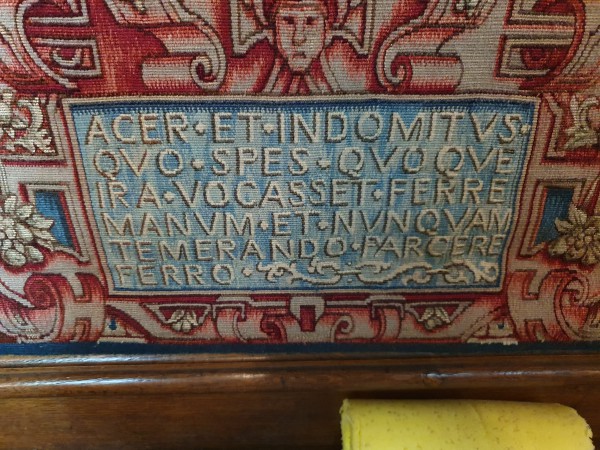 ACER·ET·INDOMITVS·
QVO·SPES·QVOQVE
IRA·VOCASSET·FERRE
MANVM·ET·NVNQVAM
TEMERANDO·PARCERE
FERRO·